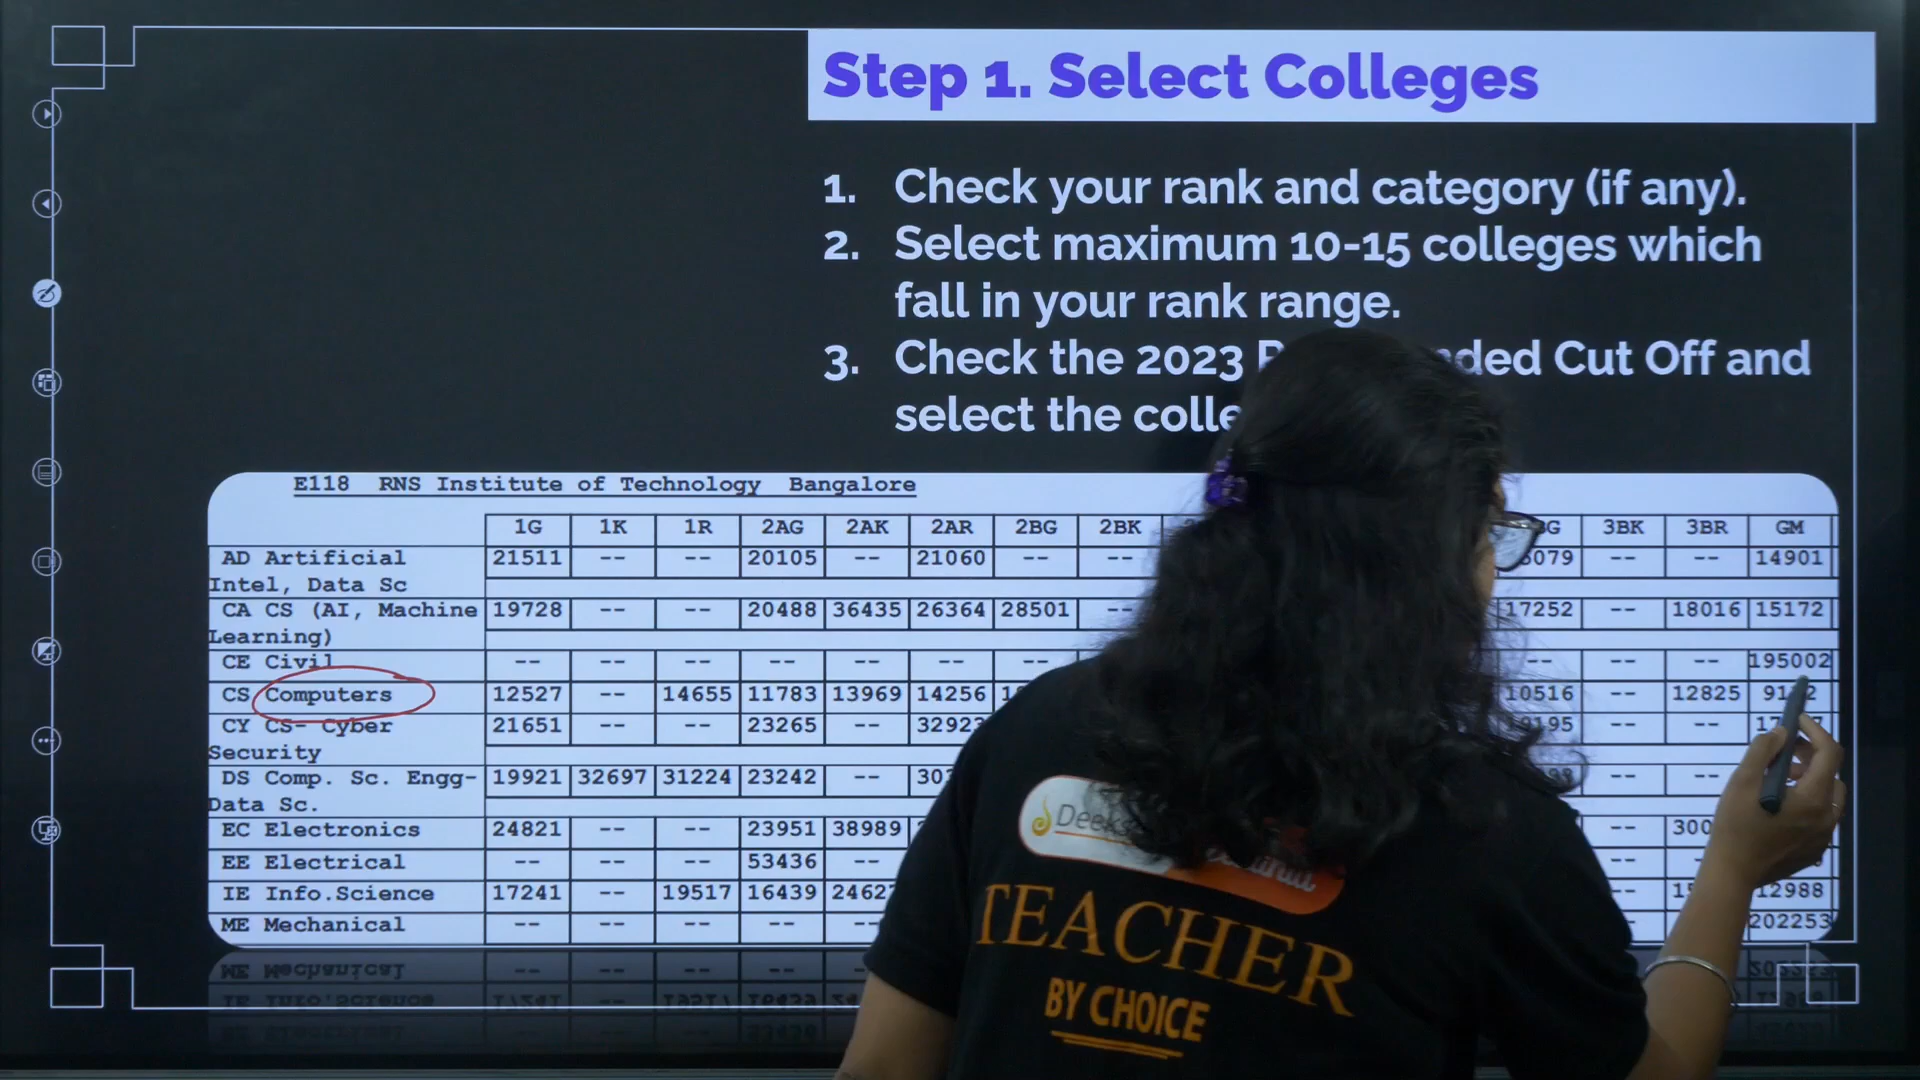 Step 1. Select Colleges
1. Check your rank and category (if any).
2. Select maximum 10-15 colleges which
fall in your rank range.
3. Check the 2023 Cut Off and
select the
E118 RNS Institute of Technology Bangalore
1G 1K 1R 2AG 2AK 2AR 2BG 2BK 3BK 3BR GM
AD Artificial 21511 -- -- 20105 -- 21060 -- -- -- -- 14901
Intel, Data Sc
CA CS (AI, Machine 19728 -- -- 20488 36435 26364 28501 -- 17252 -- 18016 15172
Learning)
CE Civil -- -- -- -- -- -- -- -- -- -- 195002
CS Computers 12527 -- 14655 11783 13969 14256 10516 -- 12825
CY CS- Cyber 21651 -- -- 23265 -- -- --
Security
DS Comp. Sc. Engg- 19921 32697 31224 23242 -- -- --
Data Sc.
EC Electronics 24821 -- -- 23951 38989 --
EE Electrical -- -- -- 53436 -- --
IE Info.Science 17241 -- 19517 16439 -- 12988
ME Mechanical -- -- -- -- -- -- 202253
TEACHER
BY CHOICE